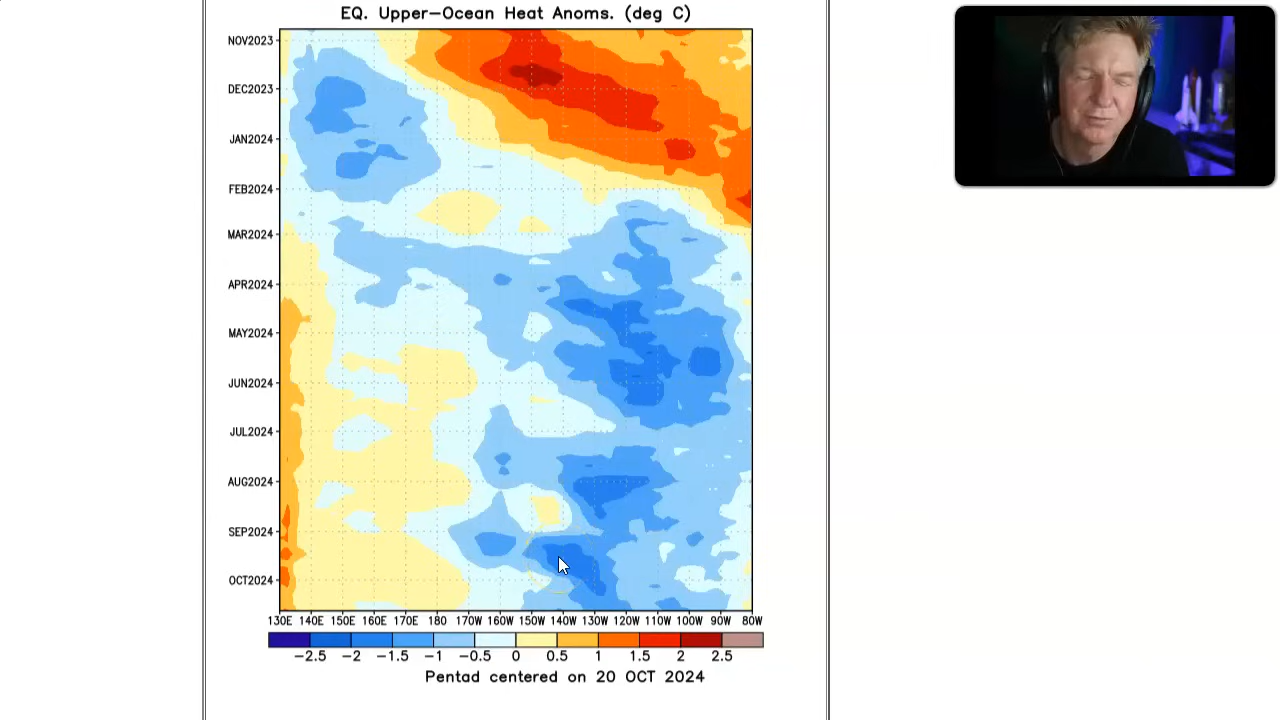 EQ. Upper-Ocean Heat Anoms. (deg C)
NOV2023
DEC2023
JAN2024
FEB2024
MAR2024
APR2024
MAY2024
JUN2024
JUL2024
AUG2024
SEP2024
OCT2024
130E 140E 150E 160E 170E 180 170W 160W 150W 140W 130W 120W 110W 100W 90W 80W
-2.5 -2 -1.5 -1 -0.5 0 0.5 1 1.5 2 2.5
Pentad centered on 20 OCT 2024